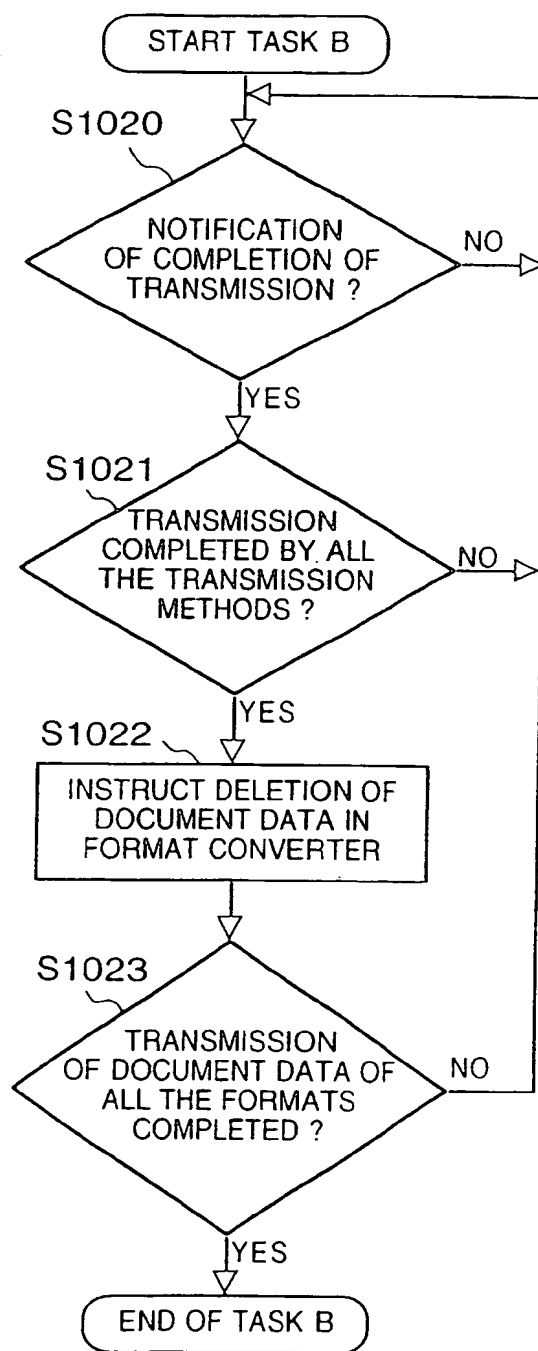 START TASK B
S1020
NOTIFICATION
OF COMPLETION OF
TRANSMISSION ?
NO
YES
S1021
TRANSMISSION
COMPLETED BY ALL
THE TRANSMISSION
METHODS ?
NO
YES
S1022
INSTRUCT DELETION OF
DOCUMENT DATA IN
FORMAT CONVERTER
S1023
TRANSMISSION
OF DOCUMENT DATA OF
ALL THE FORMATS
COMPLETED ?
NO
YES
END OF TASK B